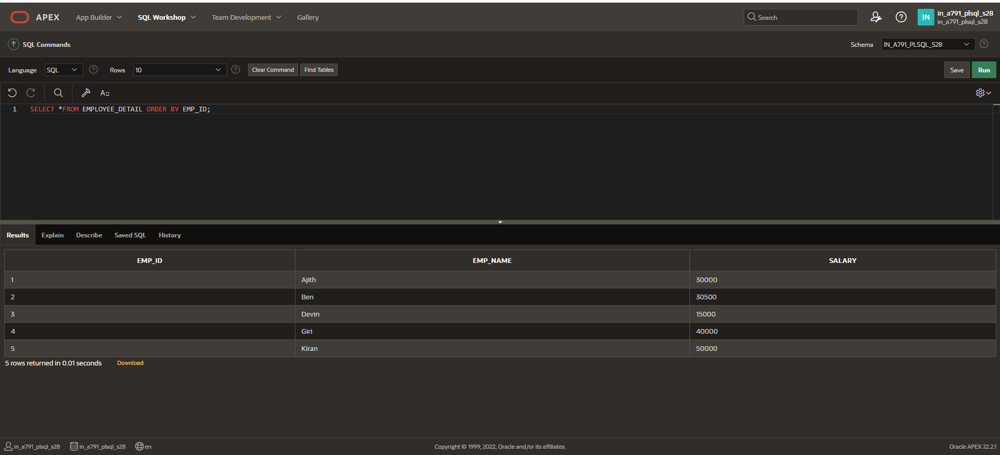 APEX App Builder SQL Workshop Team Development Gallery Search IN in_a791_plsql_s28
in_a791_plsql_s28
SQL Commands Schema IN_A791_PLSQL_S28
Language SQL Rows 10 Clear Command Find Tables Save Run
A::
1 SELECT *FROM EMPLOYEE_DETAIL ORDER BY EMP_ID;
Results Explain Describe Saved SQL History
EMP_ID EMP_NAME SALARY
1 Ajith 30000
2 Ben 30500
3 Devin 15000
4 Giri 40000
5 Kiran 50000
5 rows returned in 0.01 seconds Download
in_a791_plsql_s28 in_a791_plsql_s28 en Copyright © 1999, 2022, Oracle and/or its affiliates. Oracle APEX 22.2.1